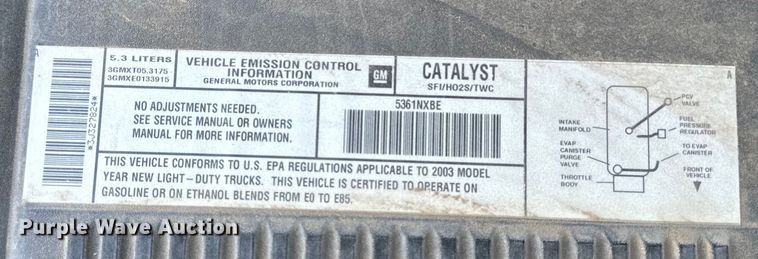 5.3 LITERS
3GMXT05.3175
3GMXE0133915
VEHICLE EMISSION CONTROL
INFORMATION
GENERAL MOTORS CORPORATION
GM
CATALYST
SFI/HO2S/TWC
A
*3J327824*
NO ADJUSTMENTS NEEDED.
SEE SERVICE MANUAL OR OWNERS
MANUAL FOR MORE INFORMATION.
5361NXBE
THIS VEHICLE CONFORMS TO U.S. EPA REGULATIONS APPLICABLE TO 2003 MODEL
YEAR NEW LIGHT-DUTY TRUCKS. THIS VEHICLE IS CERTIFIED TO OPERATE ON
GASOLINE OR ON ETHANOL BLENDS FROM E0 TO E85.
PCV
VALVE
INTAKE
MANIFOLD
FUEL
PRESSURE
REGULATOR
EVAP
CANISTER
PURGE
VALVE
TO EVAP
CANISTER
THROTTLE
BODY
FRONT OF
VEHICLE
Purple Wave Auction